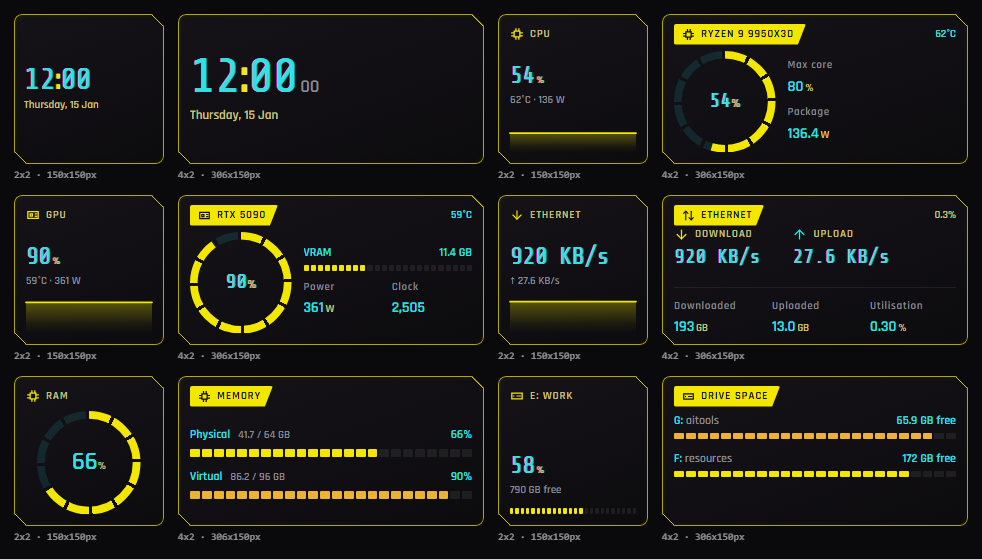 12:00
Thursday, 15 Jan
2x2 · 150x150px
12:00 00
Thursday, 15 Jan
4x2 · 306x150px
CPU
54%
62°C · 136 W
2x2 · 150x150px
RYZEN 9 9950X3D
62°C
54%
Max core
80%
Package
136.4 W
4x2 · 306x150px
GPU
90%
59°C · 361 W
2x2 · 150x150px
RTX 5090
59°C
90%
VRAM 11.4 GB
Power Clock
361 W 2,505
4x2 · 306x150px
ETHERNET
920 KB/s
↑ 27.6 KB/s
2x2 · 150x150px
ETHERNET
0.3%
DOWNLOAD UPLOAD
920 KB/s 27.6 KB/s
Downloaded Uploaded Utilisation
193 GB 13.0 GB 0.30 %
4x2 · 306x150px
RAM
66%
2x2 · 150x150px
MEMORY
Physical 41.7 / 64 GB 66%
Virtual 86.2 / 96 GB 90%
4x2 · 306x150px
E: WORK
58%
790 GB free
2x2 · 150x150px
DRIVE SPACE
G: aitools 65.9 GB free
F: resources 172 GB free
4x2 · 306x150px